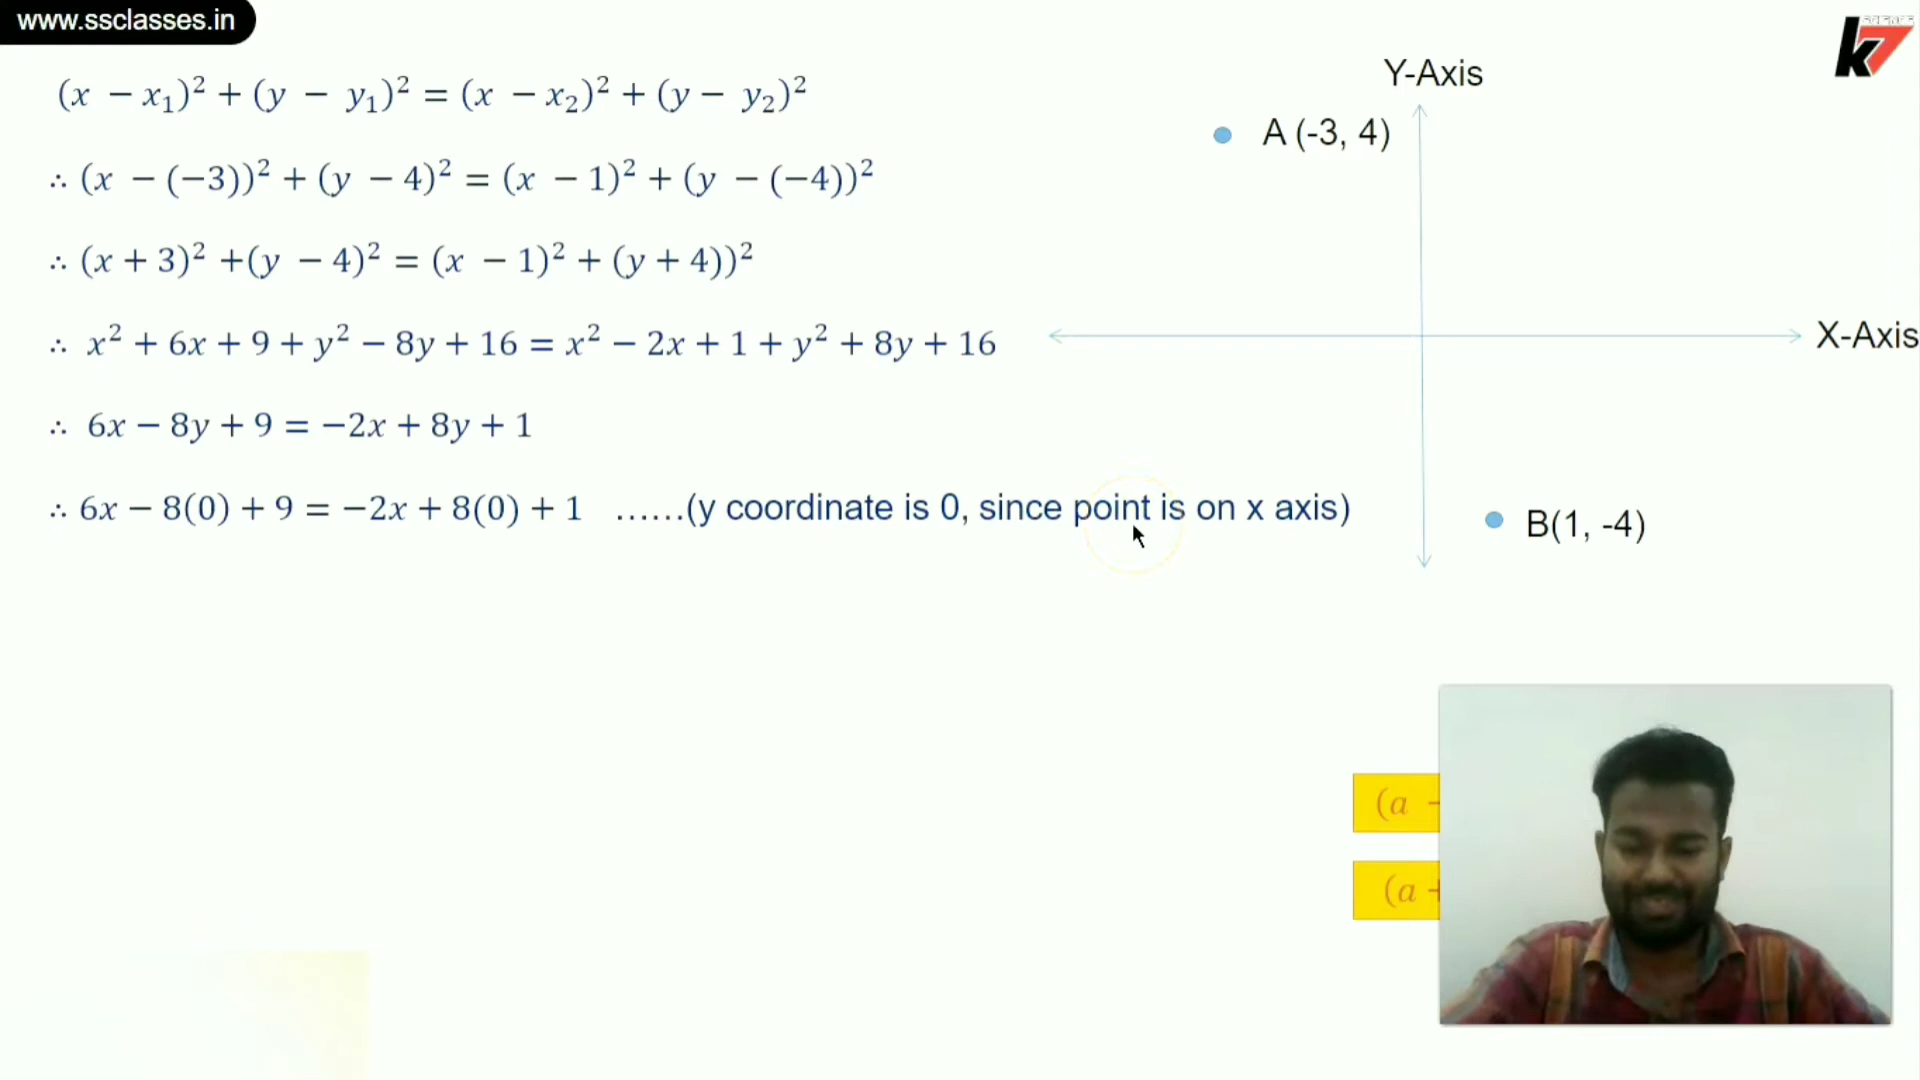 www.ssclasses.in
SCIENCE
k7
Y-Axis
(x − x₁)² + (y − y₁)² = (x − x₂)² + (y − y₂)²
A (-3, 4)
∴ (x − (−3))² + (y − 4)² = (x − 1)² + (y − (−4))²
∴ (x + 3)² +(y − 4)² = (x − 1)² + (y + 4))²
∴ x² + 6x + 9 + y² − 8y + 16 = x² − 2x + 1 + y² + 8y + 16
X-Axis
∴ 6x − 8y + 9 = −2x + 8y + 1
∴ 6x − 8(0) + 9 = −2x + 8(0) + 1 ......(y coordinate is 0, since point is on x axis)
B(1, -4)
(a
(a